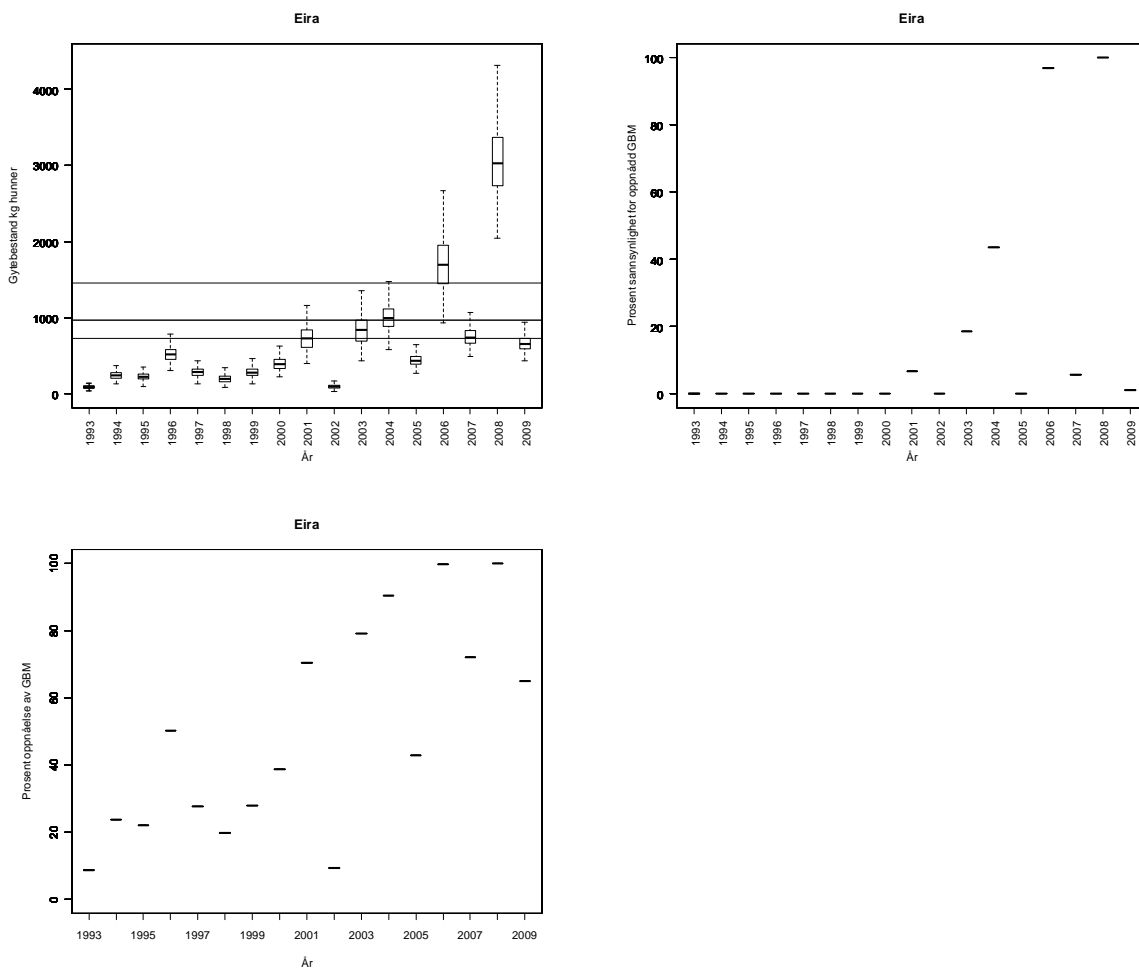 Eira
Gytebestand kg hunner
4000
3000
2000
1000
0
1993 1994 1995 1996 1997 1998 1999 2000 2001 2002 2003 2004 2005 2006 2007 2008 2009
År
Eira
Prosent sannsynlighet for oppnådd GBM
100
80
60
40
20
0
1993 1994 1995 1996 1997 1998 1999 2000 2001 2002 2003 2004 2005 2006 2007 2008 2009
År
Eira
Prosent oppnåelse av GBM
100
80
60
40
20
0
1993 1995 1997 1999 2001 2003 2005 2007 2009
År